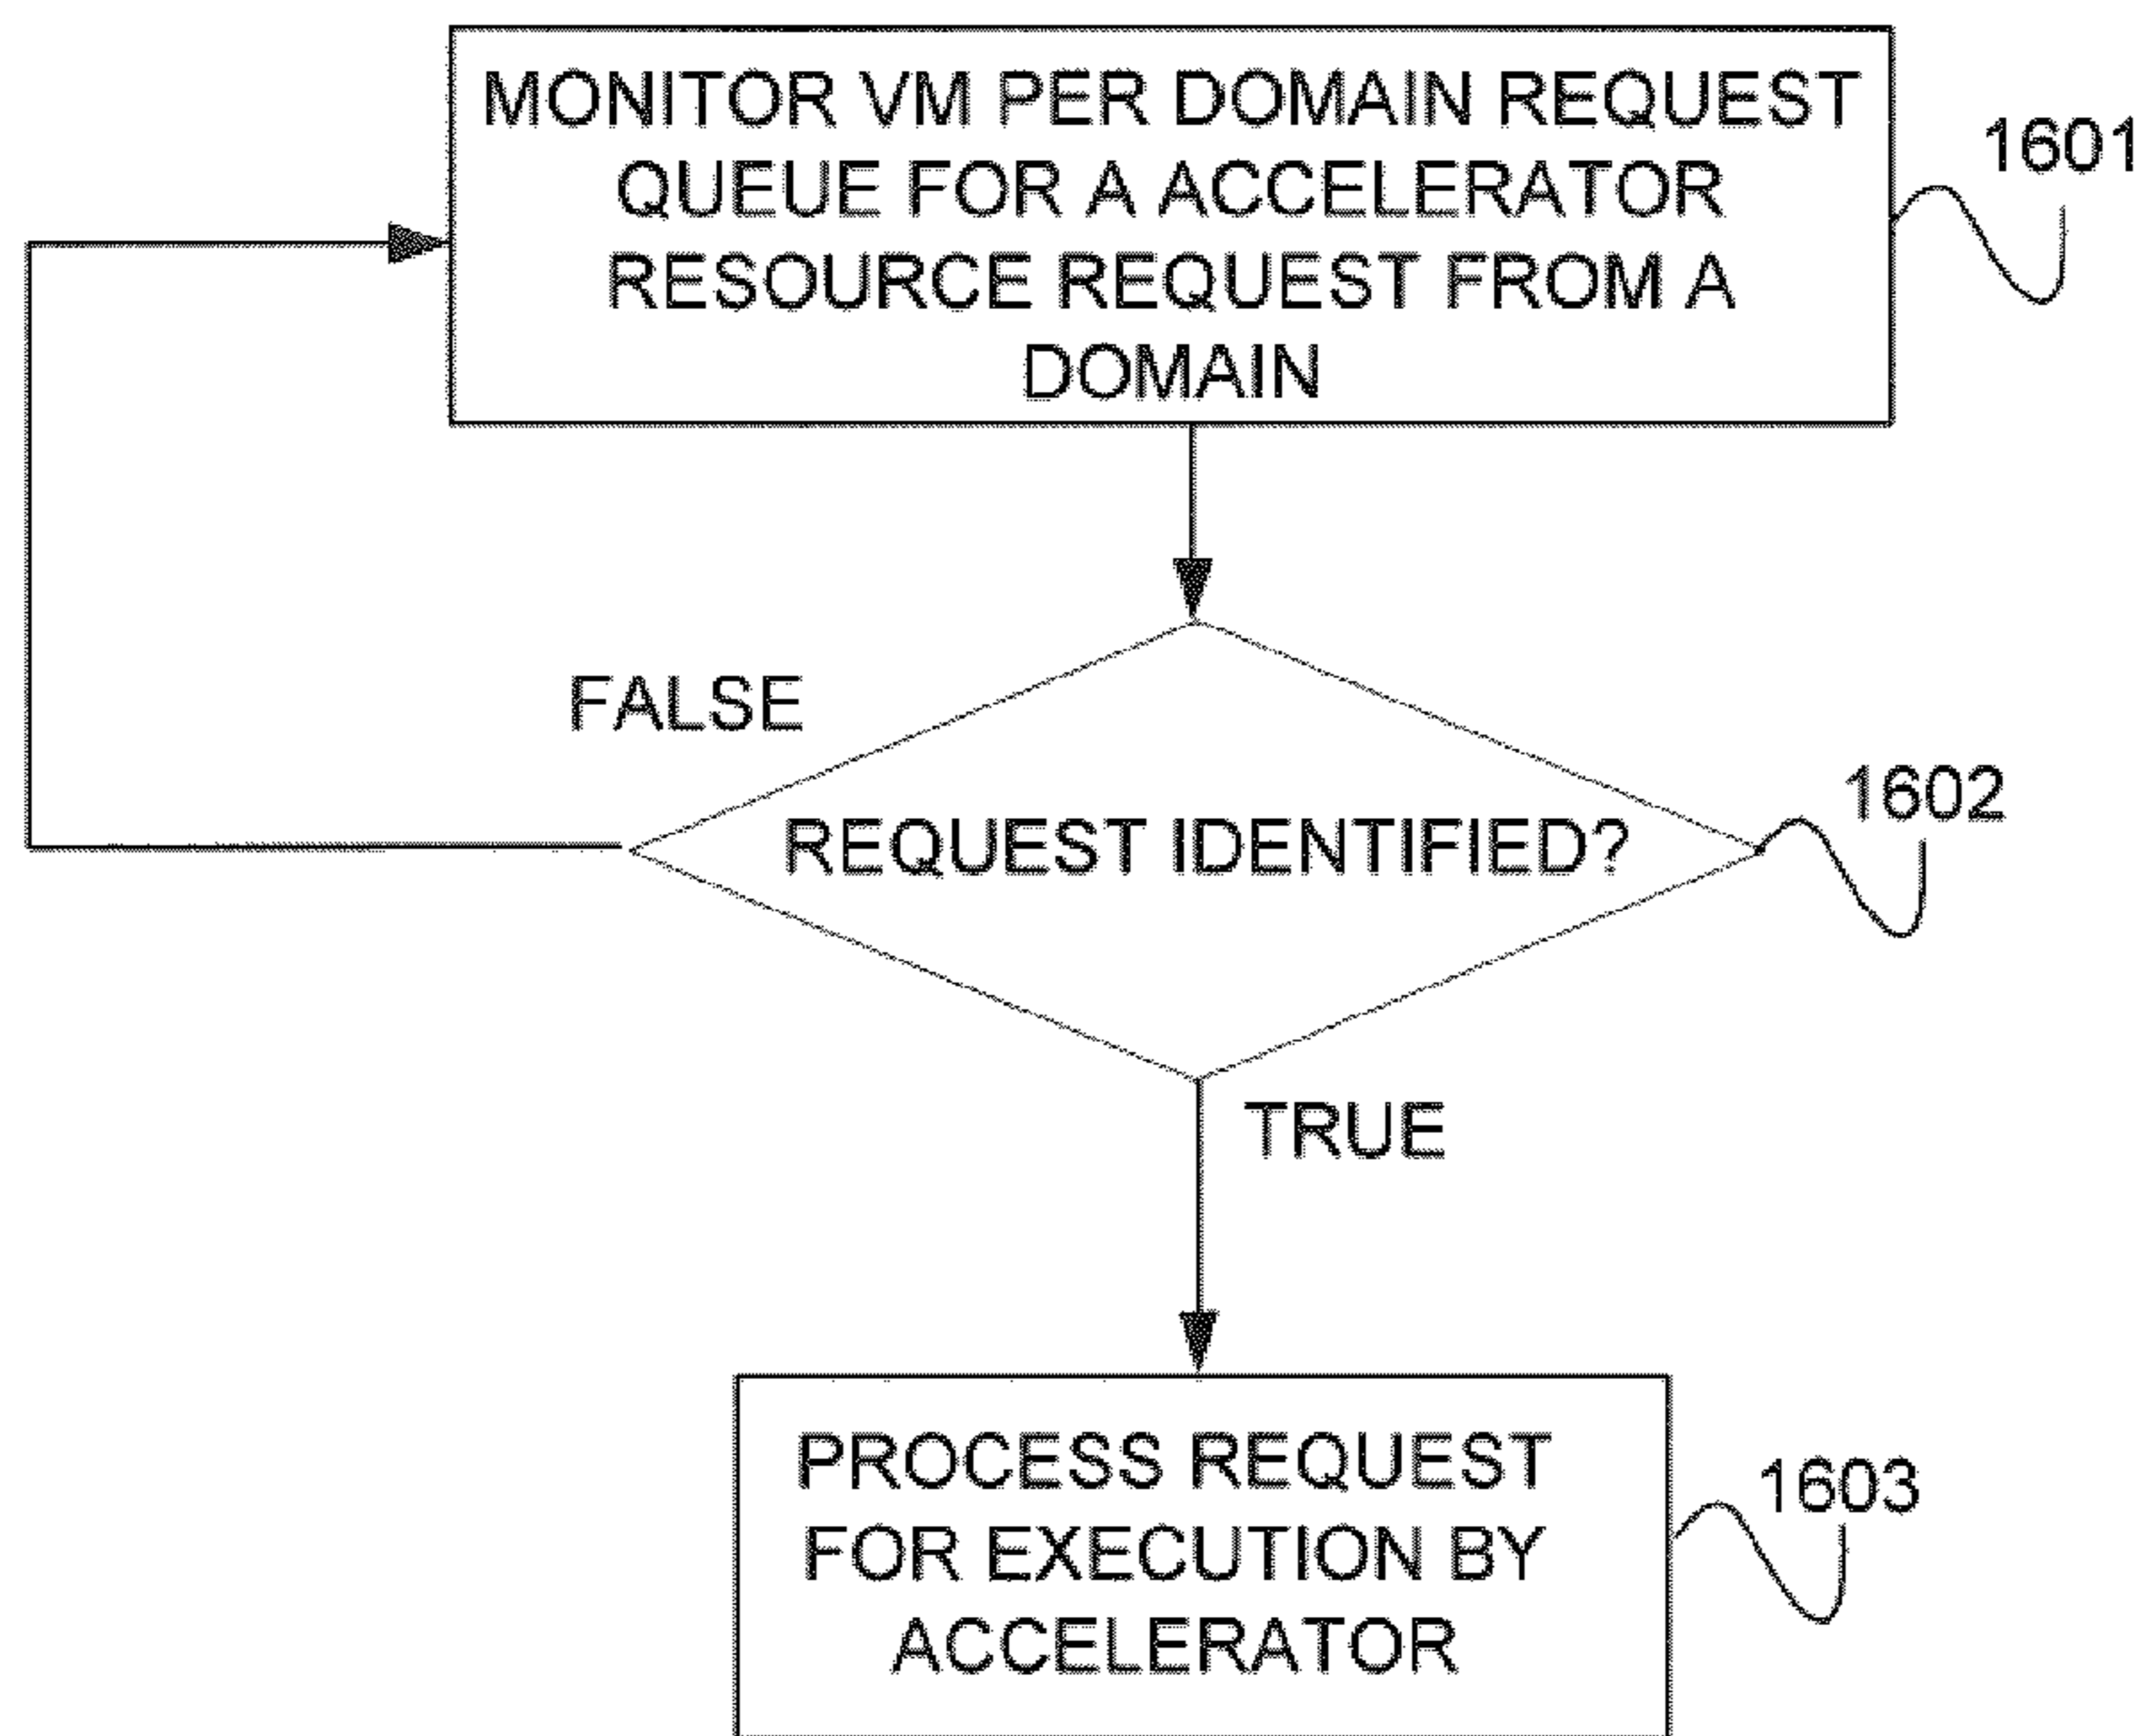 MONITOR VM PER DOMAIN REQUEST
QUEUE FOR A ACCELERATOR
RESOURCE REQUEST FROM A
DOMAIN
1601
FALSE
REQUEST IDENTIFIED?
1602
TRUE
PROCESS REQUEST
FOR EXECUTION BY
ACCELERATOR
1603